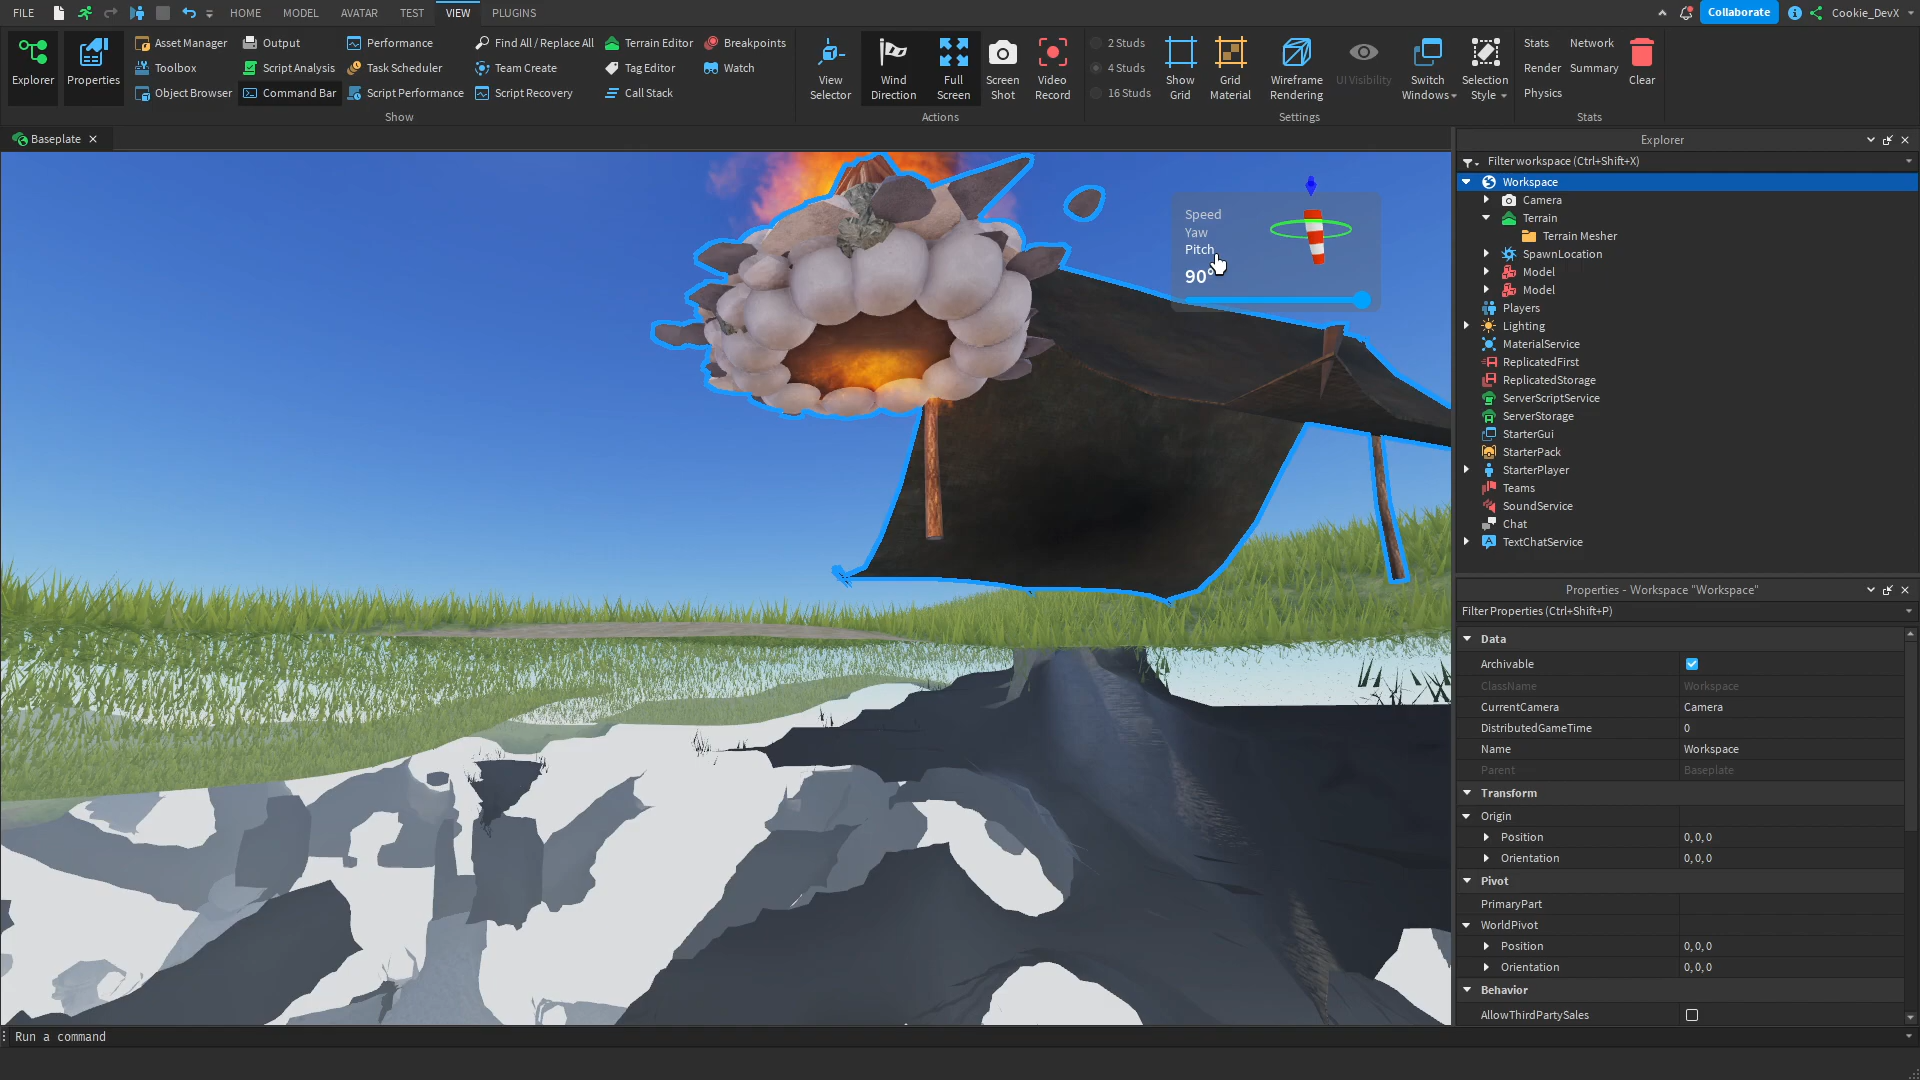 FILE HOME MODEL AVATAR TEST VIEW PLUGINS Collaborate Cookie_DevX
Explorer
Properties
Asset Manager
Toolbox
Object Browser
Output
Script Analysis
Command Bar
Performance
Task Scheduler
Script Performance
Find All / Replace All
Team Create
Script Recovery
Terrain Editor
Tag Editor
Call Stack
Breakpoints
Watch
Show
View
Selector
Wind
Direction
Full
Screen
Screen
Shot
Video
Record
Actions
2 Studs
4 Studs
16 Studs
Show
Grid
Grid
Material
Wireframe
Rendering
UI Visibility
Switch
Windows
Selection
Style
Settings
Stats
Render
Physics
Network
Summary
Clear
Stats
Baseplate
Speed
Yaw
Pitch
90°
Explorer
Filter workspace (Ctrl+Shift+X)
Workspace
Camera
Terrain
Terrain Mesher
SpawnLocation
Model
Model
Players
Lighting
MaterialService
ReplicatedFirst
ReplicatedStorage
ServerScriptService
ServerStorage
StarterGui
StarterPack
StarterPlayer
Teams
SoundService
Chat
TextChatService
Properties - Workspace "Workspace"
Filter Properties (Ctrl+Shift+P)
Data
Archivable
ClassName Workspace
CurrentCamera Camera
DistributedGameTime 0
Name Workspace
Parent Baseplate
Transform
Origin
Position 0, 0, 0
Orientation 0, 0, 0
Pivot
PrimaryPart
WorldPivot
Position 0, 0, 0
Orientation 0, 0, 0
Behavior
AllowThirdPartySales
Run a command